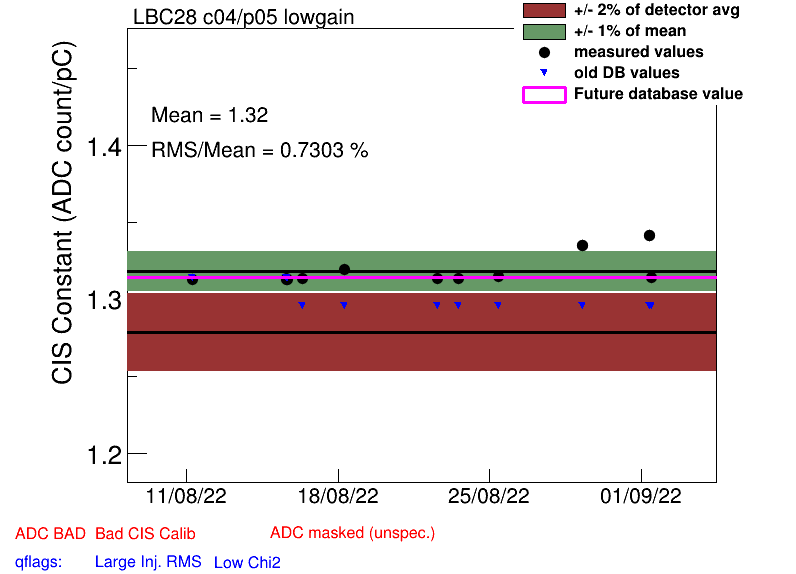 LBC28 c04/p05 lowgain
+/- 2% of detector avg
+/- 1% of mean
measured values
old DB values
Future database value
Mean = 1.32
RMS/Mean = 0.7303 %
CIS Constant (ADC count/pC)
1.4
1.3
1.2
11/08/22 18/08/22 25/08/22 01/09/22
ADC BAD Bad CIS Calib ADC masked (unspec.)
qflags: Large Inj. RMS Low Chi2